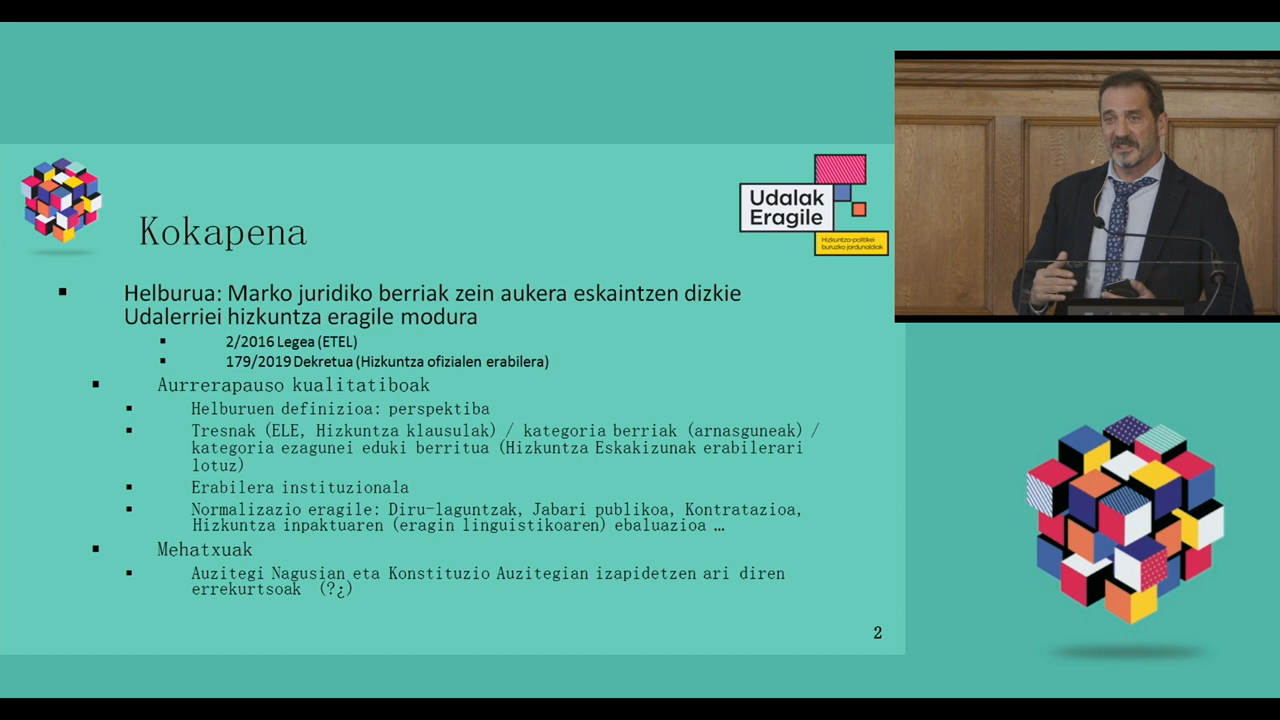 Udalak
Eragile
Hizkuntza-politikei
buruzko jardunaldiak
Kokapena
Helburua: Marko juridiko berriak zein aukera eskaintzen dizkie
Udalerriei hizkuntza eragile modura
2/2016 Legea (ETEL)
179/2019 Dekretua (Hizkuntza ofizialen erabilera)
Aurrerapauso kualitatiboak
Helburuen definizioa: perspektiba
Tresnak (ELE, Hizkuntza klausulak) / kategoria berriak (arnasguneak) /
kategoria ezagunei eduki berritua (Hizkuntza Eskakizunak erabilerari
lotuz)
Erabilera instituzionala
Normalizazio eragile: Diru-laguntzak, Jabari publikoa, Kontratazioa,
Hizkuntza inpaktuaren (eragin linguistikoaren) ebaluazioa …
Mehatxuak
Auzitegi Nagusian eta Konstituzio Auzitegian izapidetzen ari diren
errekurtsoak (?¿)
2